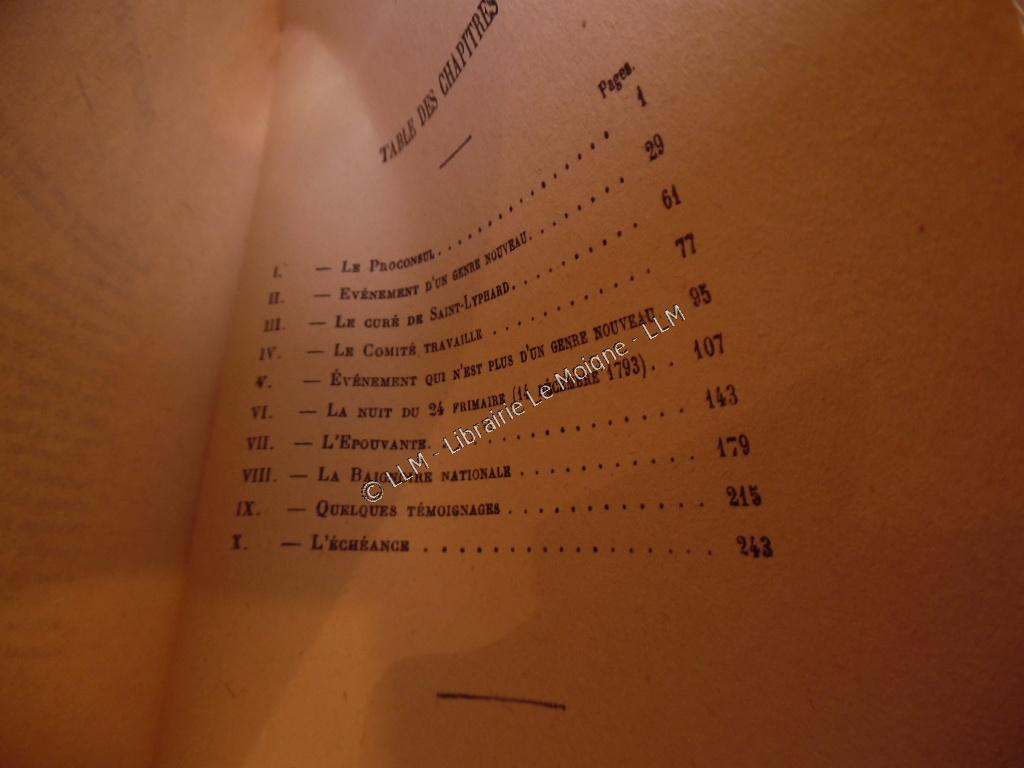 TABLE DES CHAPITRES
Pages.
I. — LE PROCONSUL. . . . . . . . . . . . . . . . 1
II. — EVÉNEMENT D'UN GENRE NOUVEAU. . . . . . . . 29
III. — LE CURÉ DE SAINT-LYPHARD. . . . . . . . . . 61
IV. — LE COMITÉ TRAVAILLE . . . . . . . . . . . 77
V. — ÉVÉNEMENT QUI N'EST PLUS D'UN GENRE NOUVEAU. 95
VI. — LA NUIT DU 24 FRIMAIRE (14 DÉCEMBRE 1793). . . 107
VII. — L'EPOUVANTE. . . . . . . . . . . . . . 143
VIII. — LA BAIGNOIRE NATIONALE . . . . . . . . . . . 179
IX. — QUELQUES TÉMOIGNAGES . . . . . . . . . . . . 215
X. — L'ÉCHÉANCE . . . . . . . . . . . . . . . . 243
© LLM - Librairie Le Moigne - LLM